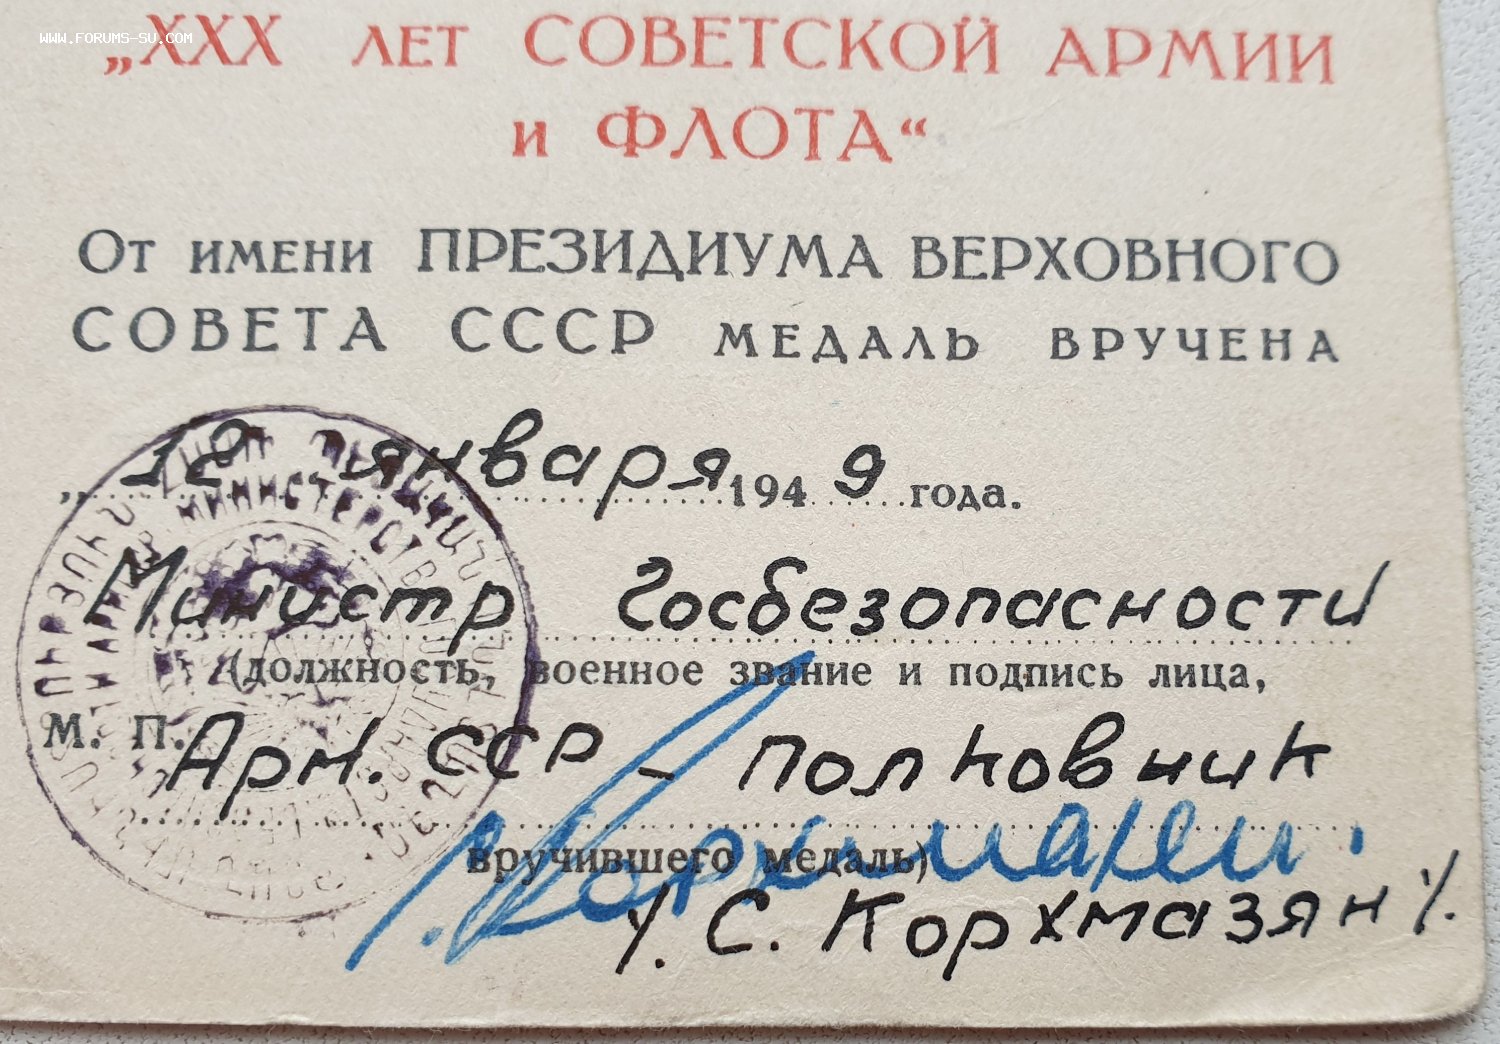 www.forums-su.com
„XXX лет СОВЕТСКОЙ АРМИИ
и ФЛОТА“
От имени ПРЕЗИДИУМА ВЕРХОВНОГО
СОВЕТА СССР медаль вручена
„12 января 1949 года.
Министр Госбезопасности
(должность, военное звание и подпись лица,
М. П. Арм. ССР – полковник
вручившего медаль)
/. С. Корхмазян /.
МИНИСТЕРСТВ